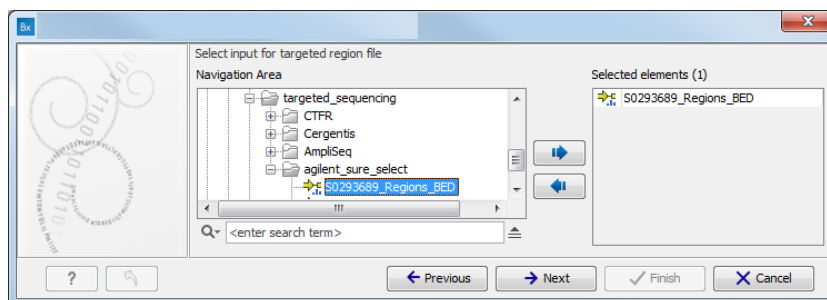 Bx
X
Select input for targeted region file
Navigation Area
Selected elements (1)
targeted_sequencing
CTFR
Cergentis
AmpliSeq
agilent_sure_select
S0293689_Regions_BED
S0293689_Regions_BED
<enter search term>
?
Previous
Next
Finish
Cancel